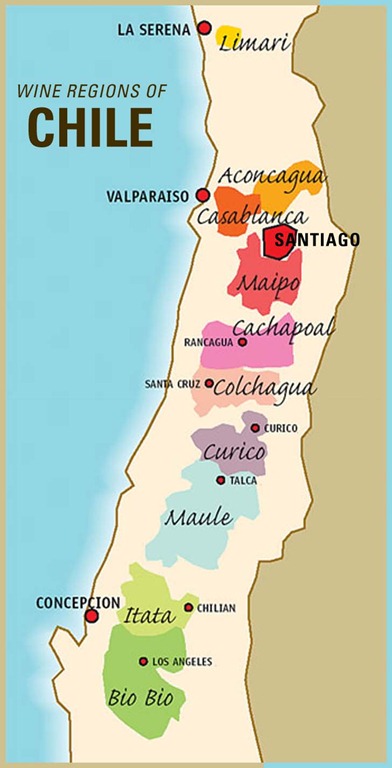 LA SERENA
Limari
WINE REGIONS OF
CHILE
Aconcagua
VALPARAISO
Casablanca
SANTIAGO
Maipo
Cachapoal
RANCAGUA
SANTA CRUZ
Colchagua
CURICO
Curico
TALCA
Maule
CONCEPCION
CHILIAN
Itata
LOS ANGELES
Bio Bio